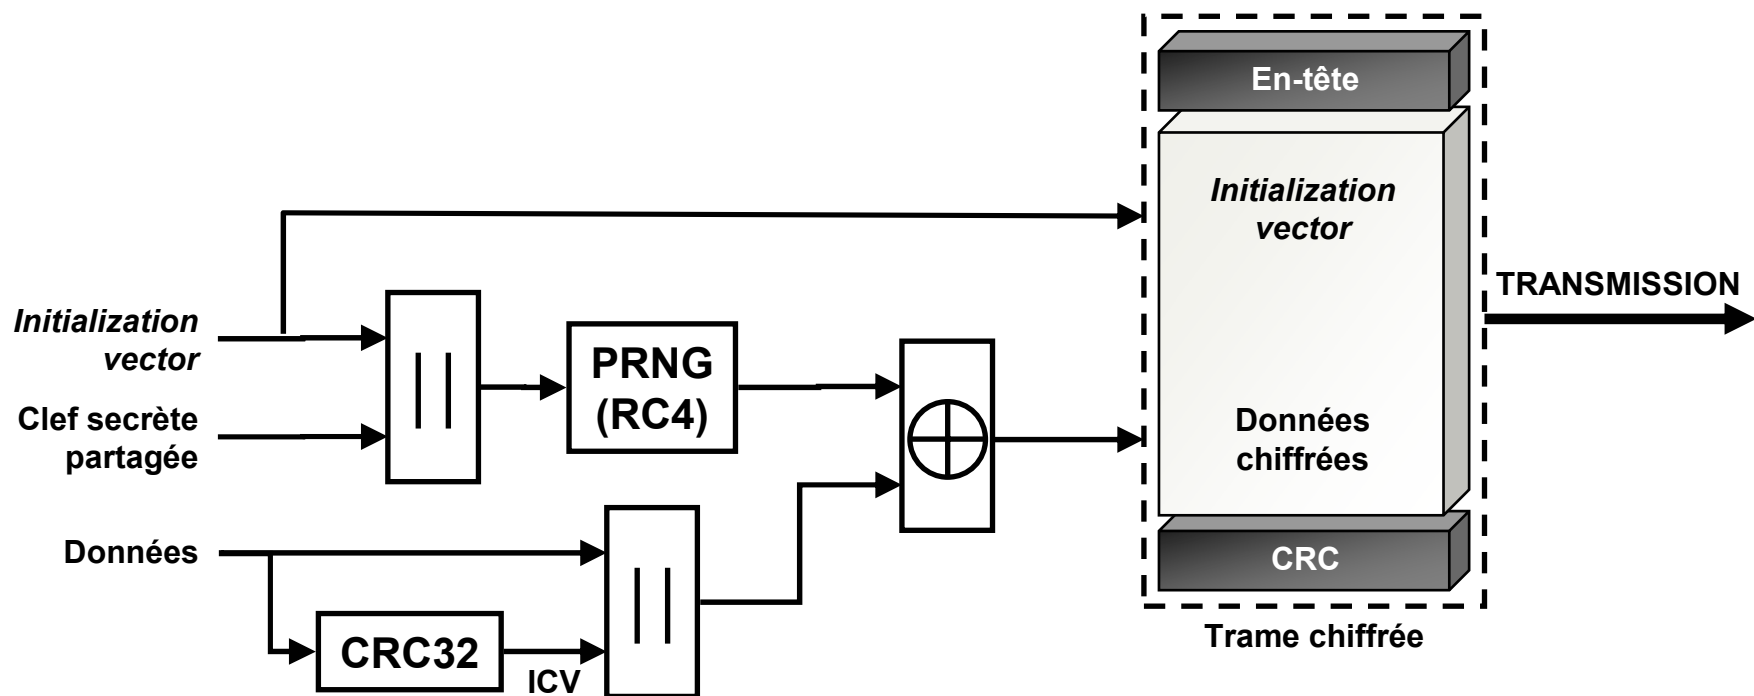 En-tête
Initialization
vector
TRANSMISSION
Initialization
vector
PRNG
(RC4)
Clef secrète
partagée
||
Données
chiffrées
Données
||
CRC
CRC32
ICV
Trame chiffrée